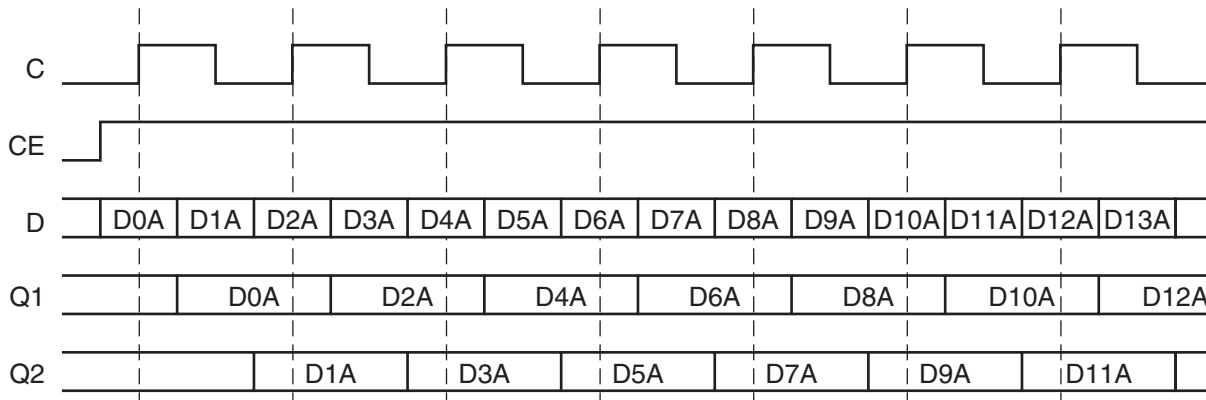 C
CE
D D0A D1A D2A D3A D4A D5A D6A D7A D8A D9A D10A D11A D12A D13A
Q1 D0A D2A D4A D6A D8A D10A D12A
Q2 D1A D3A D5A D7A D9A D11A